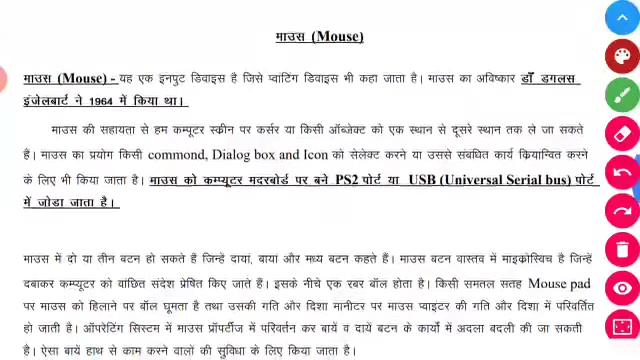 माउस (Mouse)
माउस (Mouse) - यह एक इनपुट डिवाइस है जिसे प्वांटिंग डिवाइस भी कहा जाता है। माउस का अविष्कार डॉ डगलस
इंजेलबार्ट ने 1964 में किया था।
माउस की सहायता से हम कम्पूटर स्क्रीन पर कर्सर या किसी ऑब्जेक्ट को एक स्थान से दूसरे स्थान तक ले जा सकते
हैं। माउस का प्रयोग किसी commond, Dialog box and Icon को सेलेक्ट करने या उससे संबधित कार्य क्रियान्वित करने
के लिए भी किया जाता है। माउस को कम्प्यूटर मदरबोर्ड पर बने PS2 पोर्ट या USB (Universal Serial bus) पोर्ट
में जोडा जाता है।
माउस में दो या तीन बटन हो सकते हैं जिन्हें दायां, बायां और मध्य बटन कहते हैं। माउस बटन वास्तव में माइक्रोस्विच है जिन्हें
दबाकर कम्प्यूटर को वांछित संदेश प्रेषित किए जाते हैं। इसके नीचे एक रबर बॉल होता है। किसी समतल सतह Mouse pad
पर माउस को हिलाने पर बॉल घूमता है तथा उसकी गति और दिशा मानीटर पर माउस प्वाइंटर की गति और दिशा में परिवर्तित
हो जाती है। ऑपरेटिंग सिस्टम में माउस प्रॉपर्टीज में परिवर्तन कर बायें व दायें बटन के कार्यो में अदला बदली की जा सकती
है। ऐसा बायें हाथ से काम करने वालों की सुविधा के लिए किया जाता है।